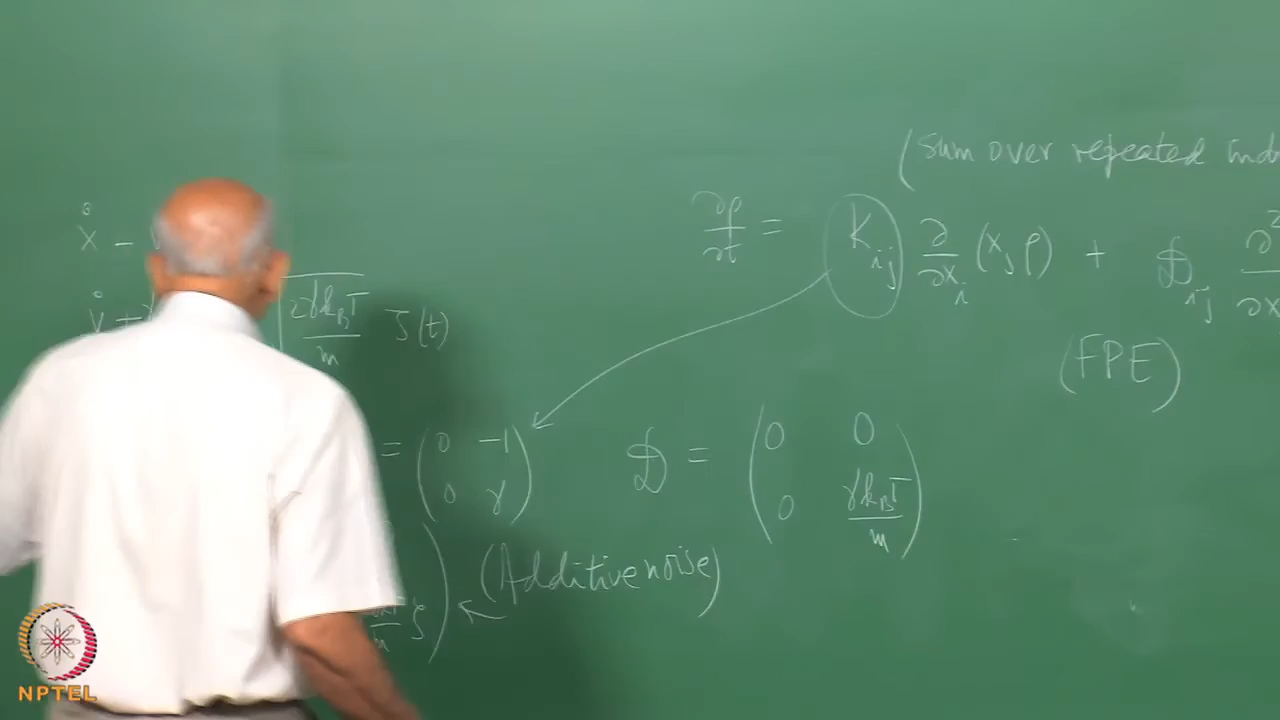 (sum over repeated
∂ρ/∂t = K_ij ∂/∂x_i (x_j ρ) + 𝒟_ij ∂²/∂x
(FPE)
ẋ −
v̇ + √(2γk_BT/m) ζ(t)
= (0 −1; 0 γ) 𝒟 = (0 0; 0 γk_BT/m)
(Additive noise)
ζ)
NPTEL